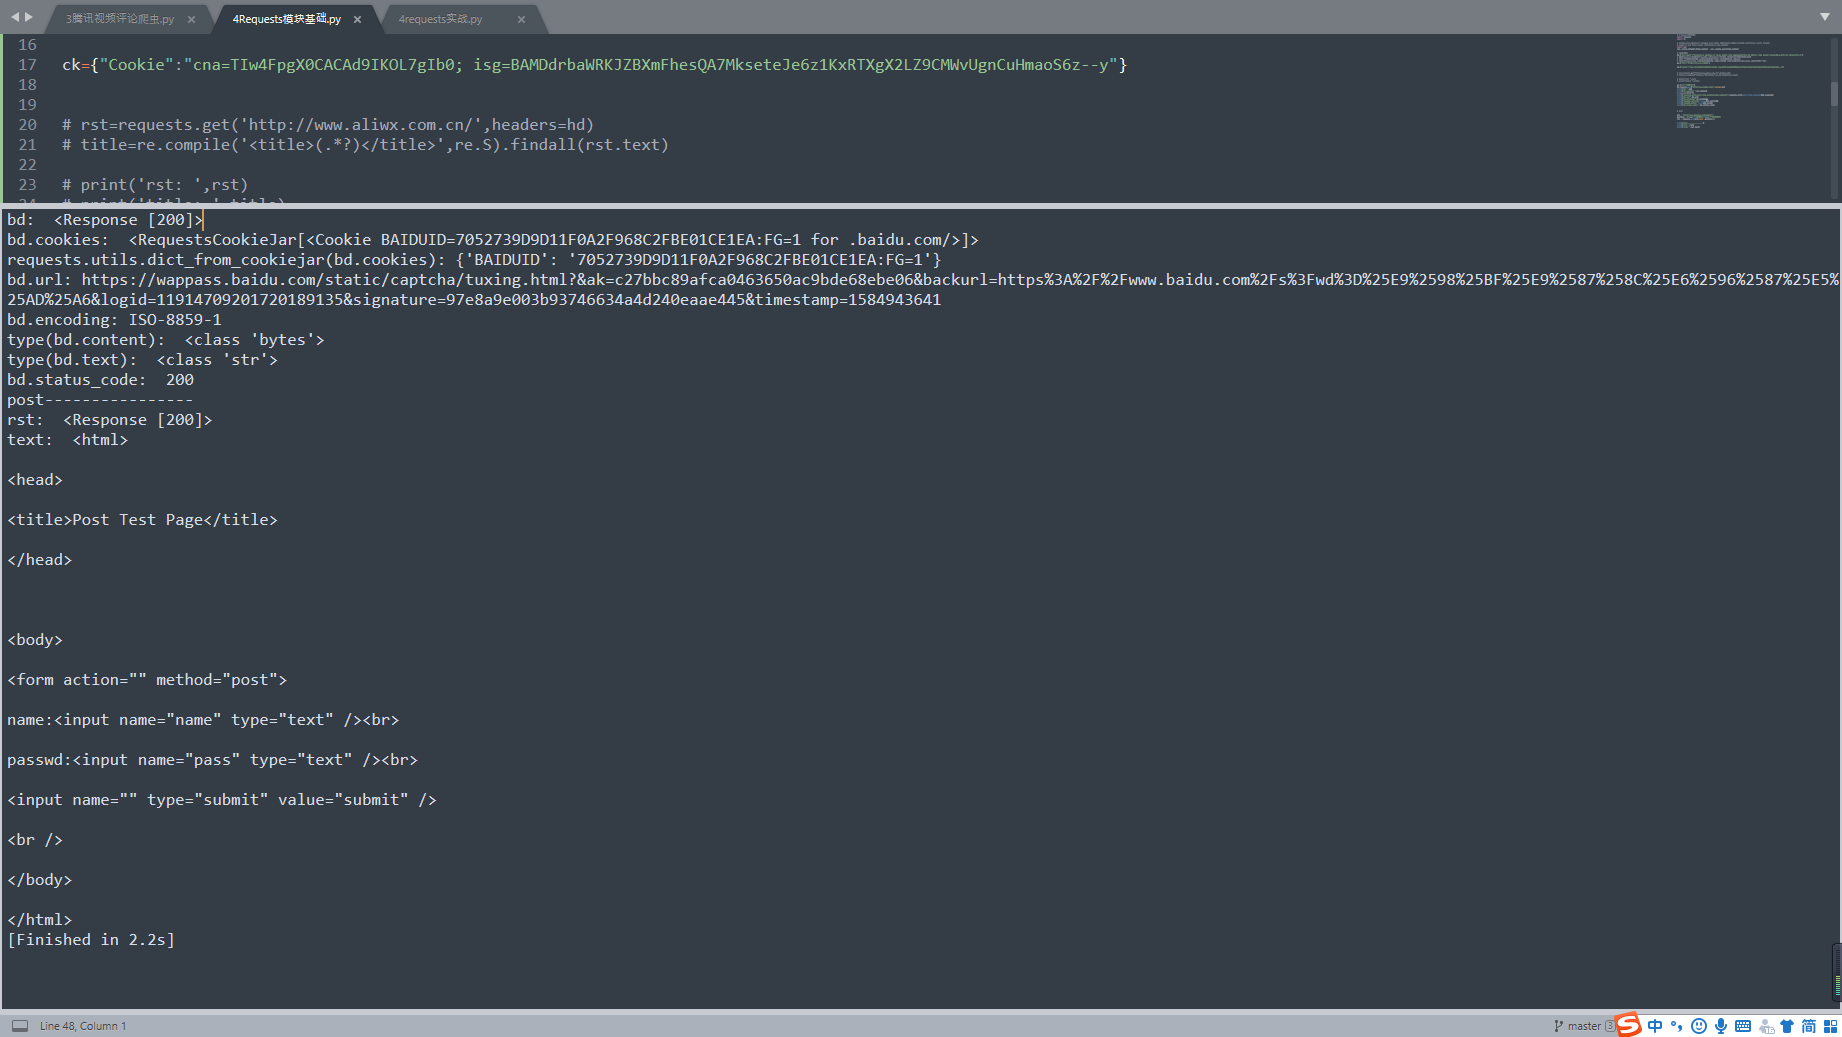 3腾讯视频评论爬虫.py
4Requests模块基础.py
4requests实战.py
16
17 ck={"Cookie":"cna=TIw4FpgX0CACAd9IKOL7gIb0; isg=BAMDdrbaWRKJZBXmFhesQA7MkseteJe6z1KxRTXgX2LZ9CMWvUgnCuHmaoS6z--y"}
18
19
20 # rst=requests.get('http://www.aliwx.com.cn/',headers=hd)
21 # title=re.compile('<title>(.*?)</title>',re.S).findall(rst.text)
22
23 # print('rst: ',rst)
24 # print('title: ',title)
bd:  <Response [200]>
bd.cookies:  <RequestsCookieJar[<Cookie BAIDUID=7052739D9D11F0A2F968C2FBE01CE1EA:FG=1 for .baidu.com/>]>
requests.utils.dict_from_cookiejar(bd.cookies): {'BAIDUID': '7052739D9D11F0A2F968C2FBE01CE1EA:FG=1'}
bd.url: https://wappass.baidu.com/static/captcha/tuxing.html?&ak=c27bbc89afca0463650ac9bde68ebe06&backurl=https%3A%2F%2Fwww.baidu.com%2Fs%3Fwd%3D%25E9%2598%25BF%25E9%2587%258C%25E6%2596%2587%25E5%
25AD%25A6&logid=11914709201720189135&signature=97e8a9e003b93746634a4d240eaae445&timestamp=1584943641
bd.encoding: ISO-8859-1
type(bd.content):  <class 'bytes'>
type(bd.text):  <class 'str'>
bd.status_code:  200
post----------------
rst:  <Response [200]>
text:  <html>
<head>
<title>Post Test Page</title>
</head>
<body>
<form action="" method="post">
name:<input name="name" type="text" /><br>
passwd:<input name="pass" type="text" /><br>
<input name="" type="submit" value="submit" />
<br />
</body>
</html>
[Finished in 2.2s]
Line 48, Column 1
master 3
中
简